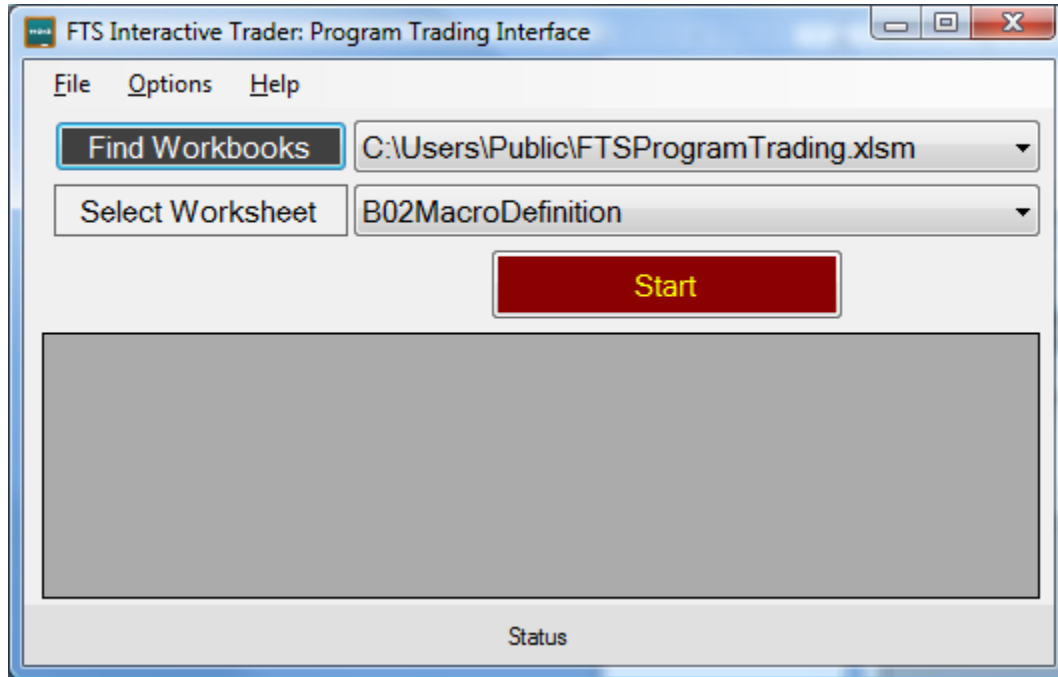 FTS Interactive Trader: Program Trading Interface
File Options Help
Find Workbooks C:\Users\Public\FTSProgramTrading.xlsm
Select Worksheet B02MacroDefinition
Start
Status